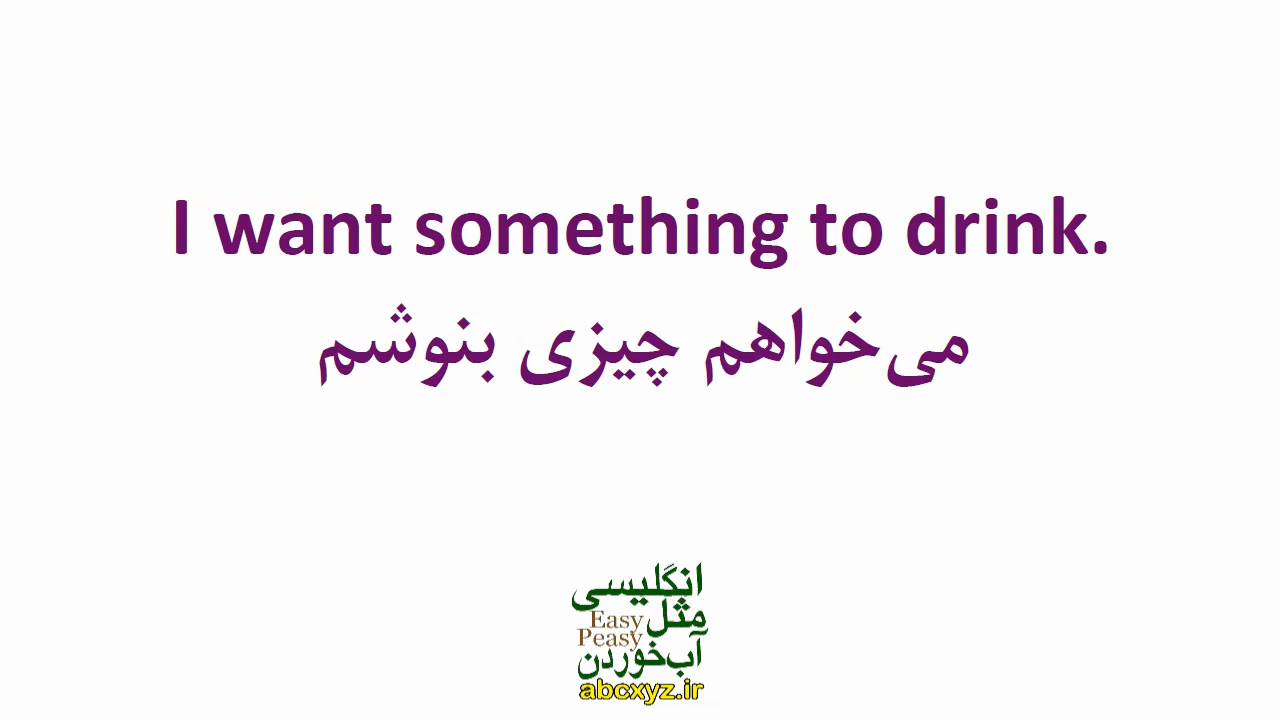 I want something to drink.
می‌خواهم چیزی بنوشم
انگلیسی
مثل Easy
Peasy
آب‌خوردن
abcxyz.ir